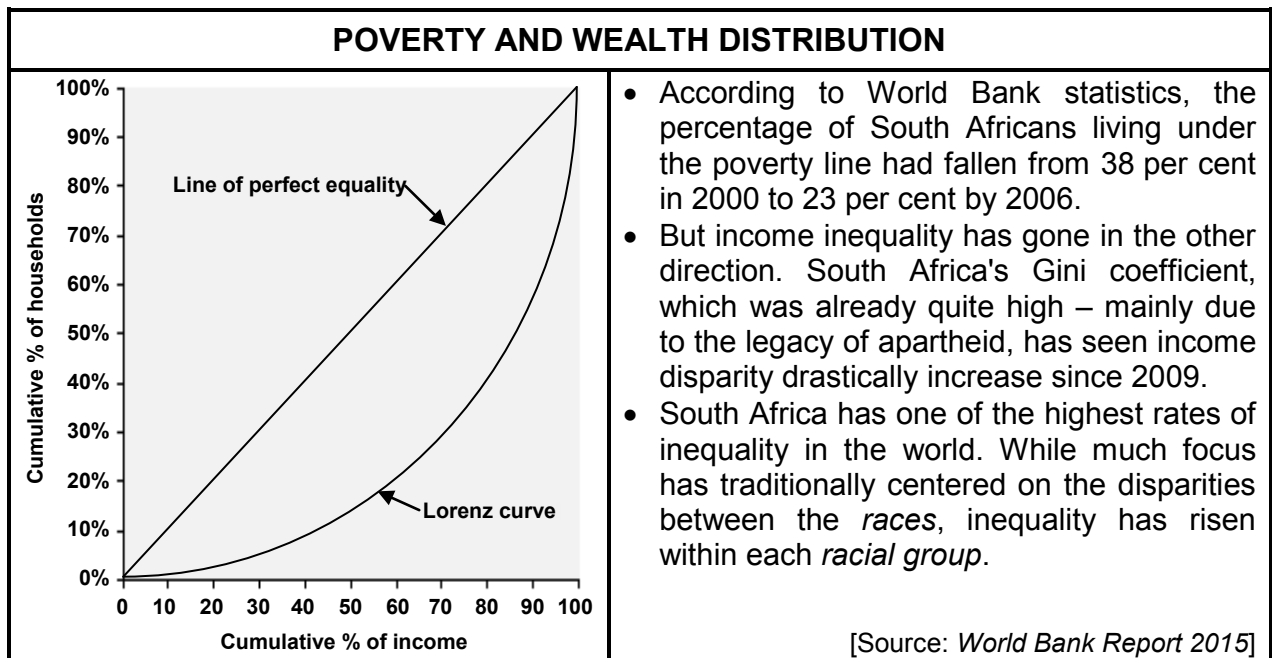 POVERTY AND WEALTH DISTRIBUTION
100%
90%
80%
70%
60%
50%
40%
30%
20%
10%
0%
Cumulative % of households
Line of perfect equality
Lorenz curve
0 10 20 30 40 50 60 70 80 90 100
Cumulative % of income
• According to World Bank statistics, the
percentage of South Africans living under
the poverty line had fallen from 38 per cent
in 2000 to 23 per cent by 2006.
• But income inequality has gone in the other
direction. South Africa's Gini coefficient,
which was already quite high – mainly due
to the legacy of apartheid, has seen income
disparity drastically increase since 2009.
• South Africa has one of the highest rates of
inequality in the world. While much focus
has traditionally centered on the disparities
between the races, inequality has risen
within each racial group.
[Source: World Bank Report 2015]